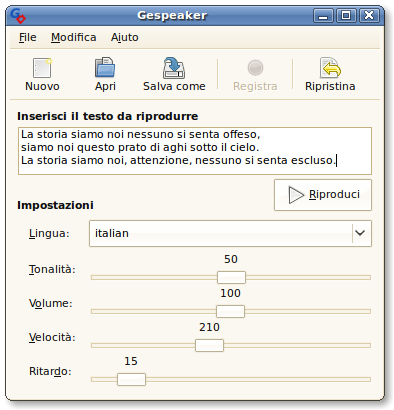 Gespeaker
File Modifica Aiuto
Nuovo Apri Salva come Registra Ripristina
Inserisci il testo da riprodurre
La storia siamo noi nessuno si senta offeso,
siamo noi questo prato di aghi sotto il cielo.
La storia siamo noi, attenzione, nessuno si senta escluso.
Riproduci
Impostazioni
Lingua: italian
50
Tonalità:
100
Volume:
210
Velocità:
15
Ritardo: